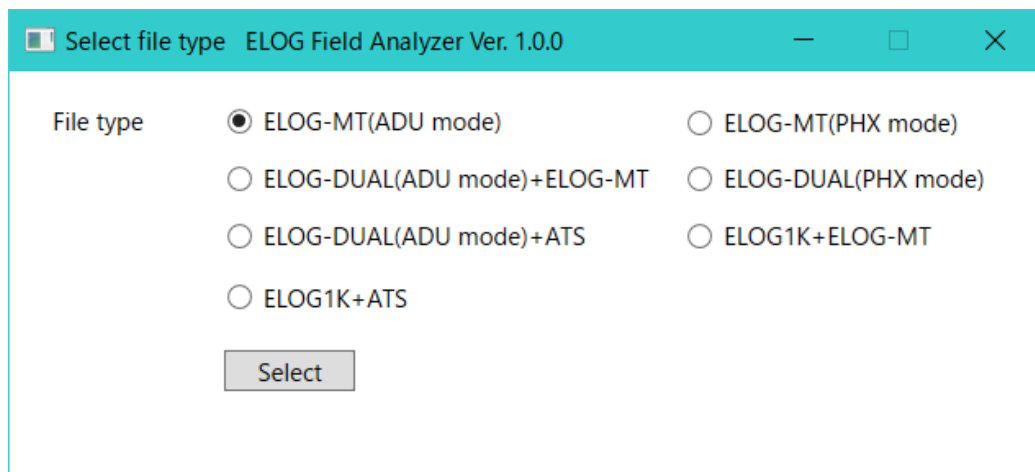 Select file type ELOG Field Analyzer Ver. 1.0.0
File type ELOG-MT(ADU mode) ELOG-MT(PHX mode)
ELOG-DUAL(ADU mode)+ELOG-MT ELOG-DUAL(PHX mode)
ELOG-DUAL(ADU mode)+ATS ELOG1K+ELOG-MT
ELOG1K+ATS
Select